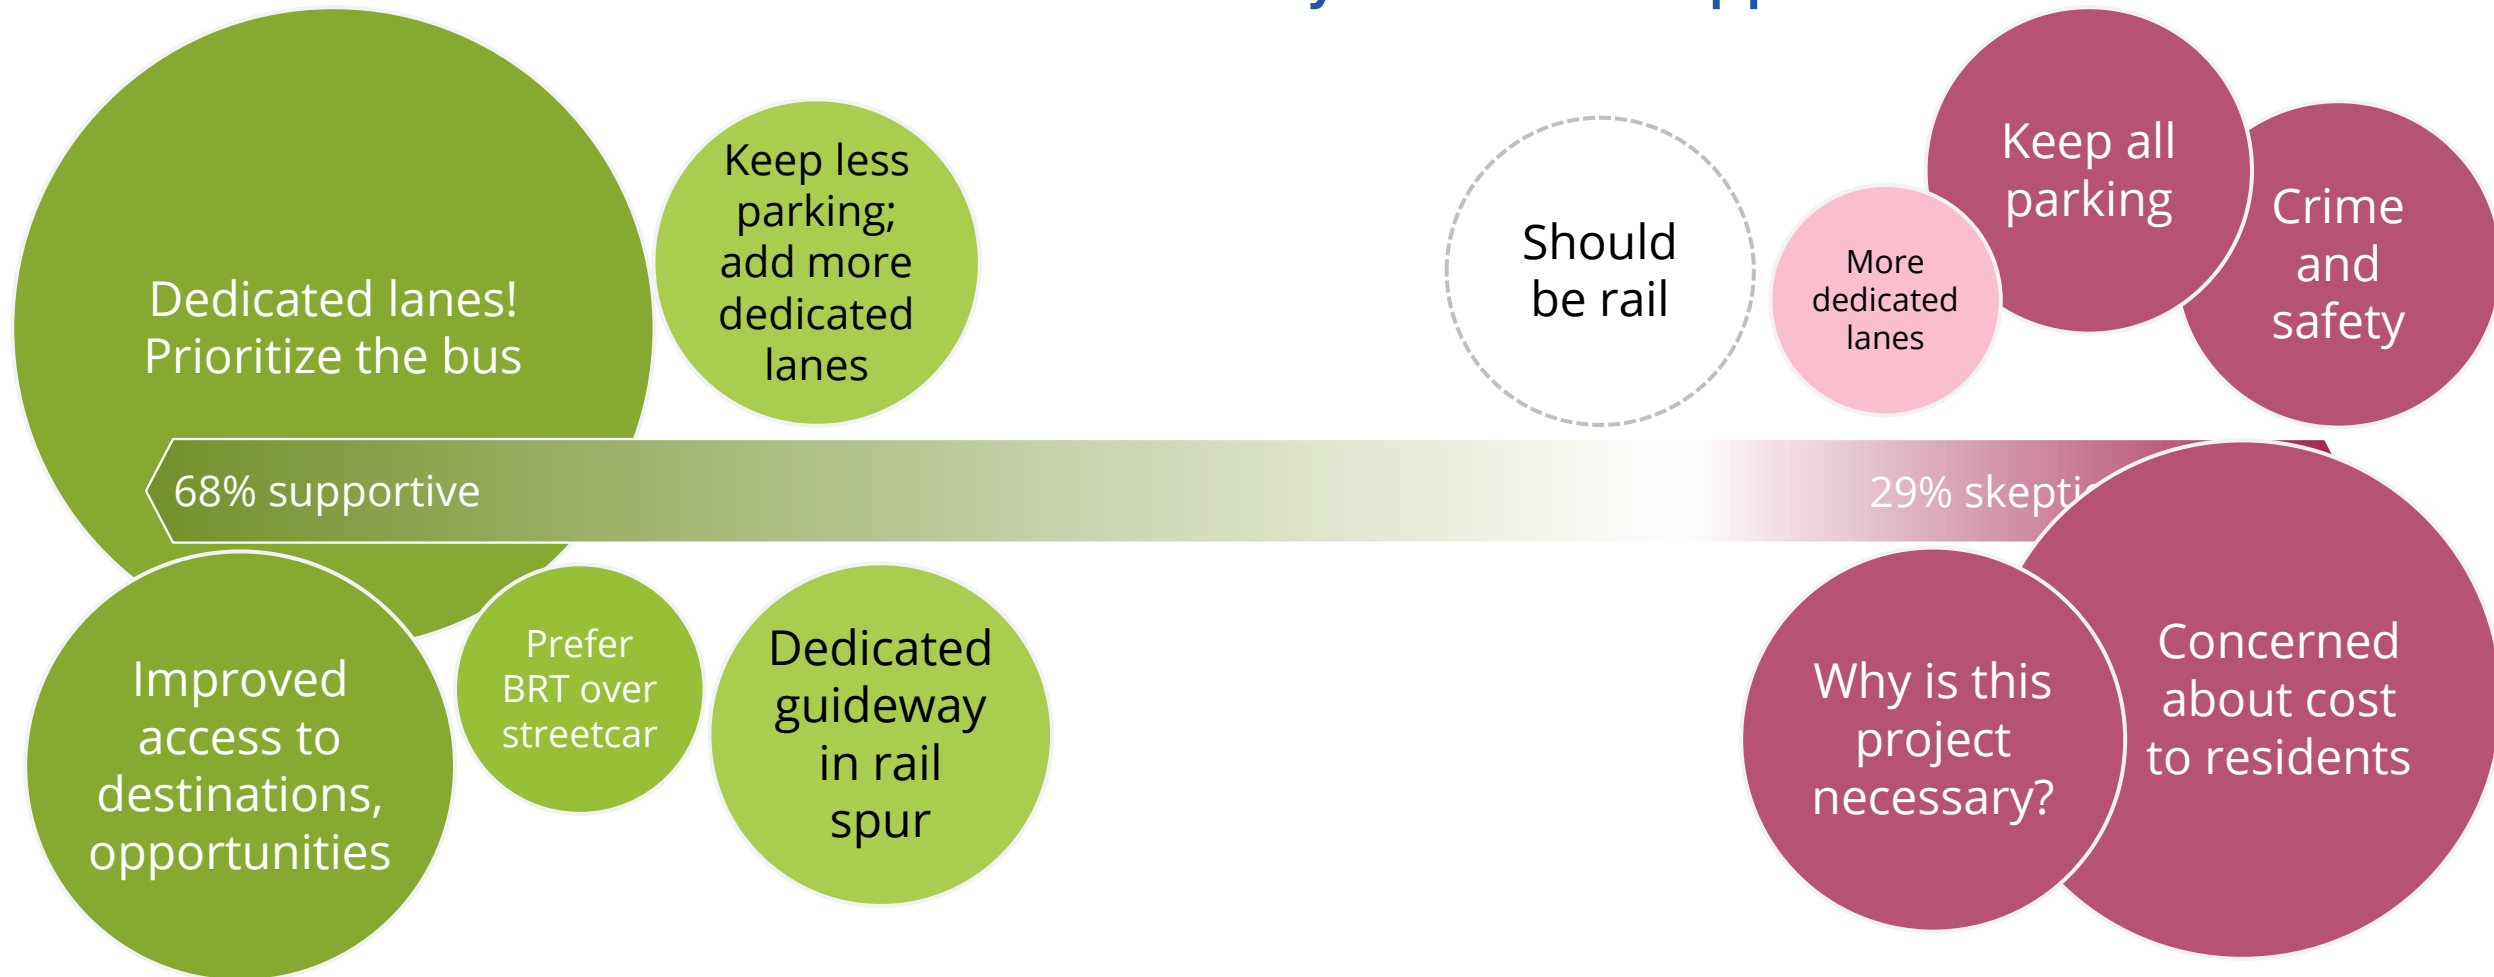 Dedicated lanes!
Prioritize the bus
Keep less
parking;
add more
dedicated
lanes
Should
be rail
More
dedicated
lanes
Keep all
parking
Crime
and
safety
68% supportive
29%
Improved
access to
destinations,
opportunities
Prefer
BRT over
streetcar
Dedicated
guideway
in rail
spur
Why is this
project
necessary?
Concerned
about cost
to residents